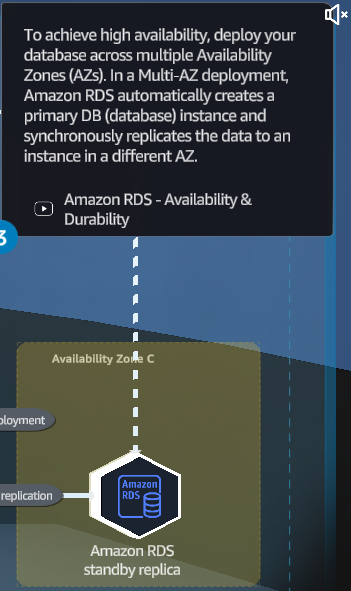 To achieve high availability, deploy your
database across multiple Availability
Zones (AZs). In a Multi-AZ deployment,
Amazon RDS automatically creates a
primary DB (database) instance and
synchronously replicates the data to an
instance in a different AZ.
Amazon RDS - Availability &
Durability
3
Availability Zone C
ployment
replication
Amazon
RDS
Amazon RDS
standby replica